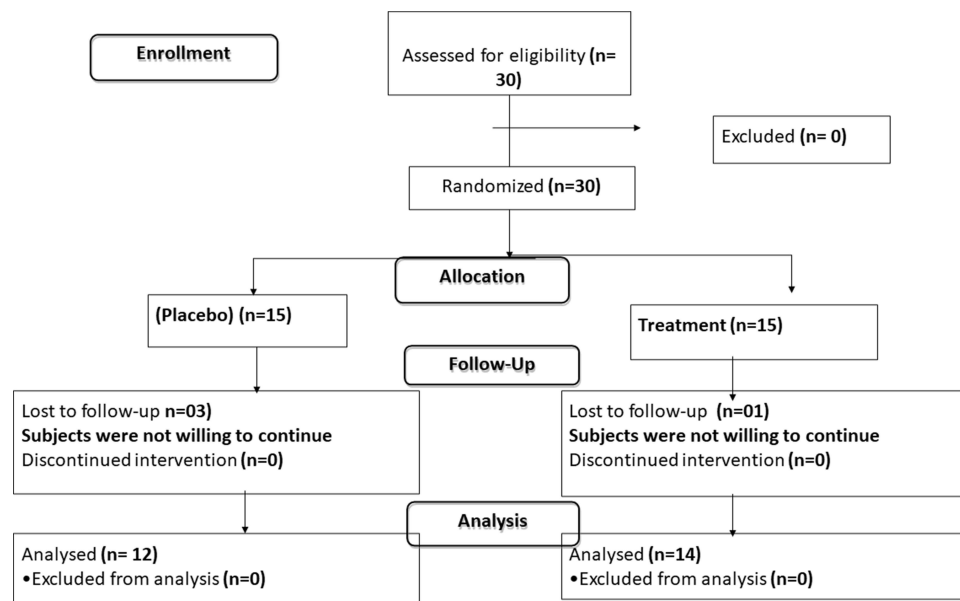 Enrollment
Assessed for eligibility (n=
30)
Excluded (n= 0)
Randomized (n=30)
Allocation
(Placebo) (n=15)
Treatment (n=15)
Follow-Up
Lost to follow-up n=03)
Subjects were not willing to continue
Discontinued intervention (n=0)
Lost to follow-up (n=01)
Subjects were not willing to continue
Discontinued intervention (n=0)
Analysis
Analysed (n= 12)
•Excluded from analysis (n=0)
Analysed (n=14)
•Excluded from analysis (n=0)